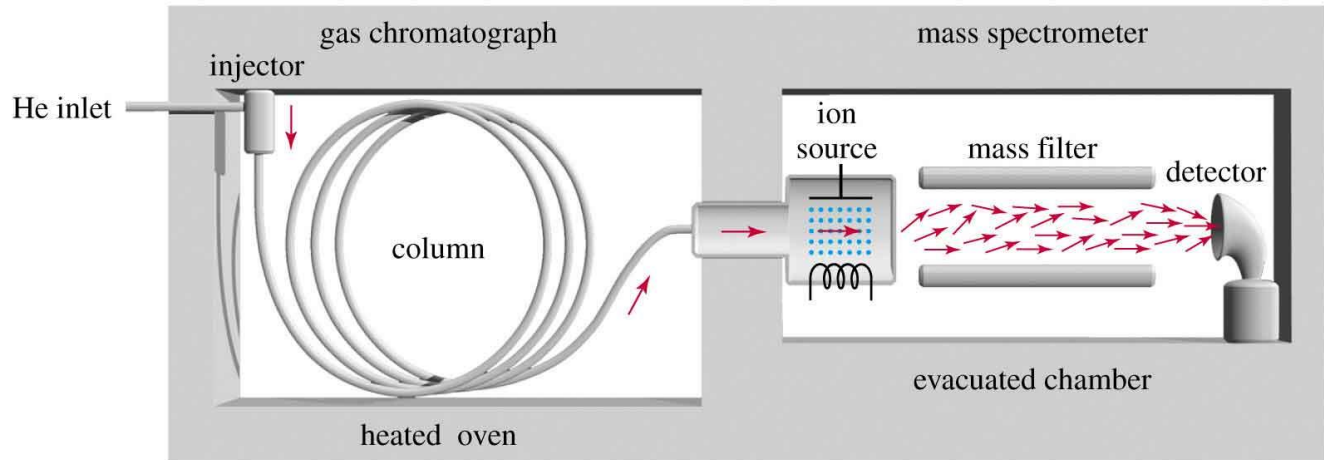 gas chromatograph
mass spectrometer
injector
He inlet
ion
source
mass filter
detector
column
evacuated chamber
heated oven